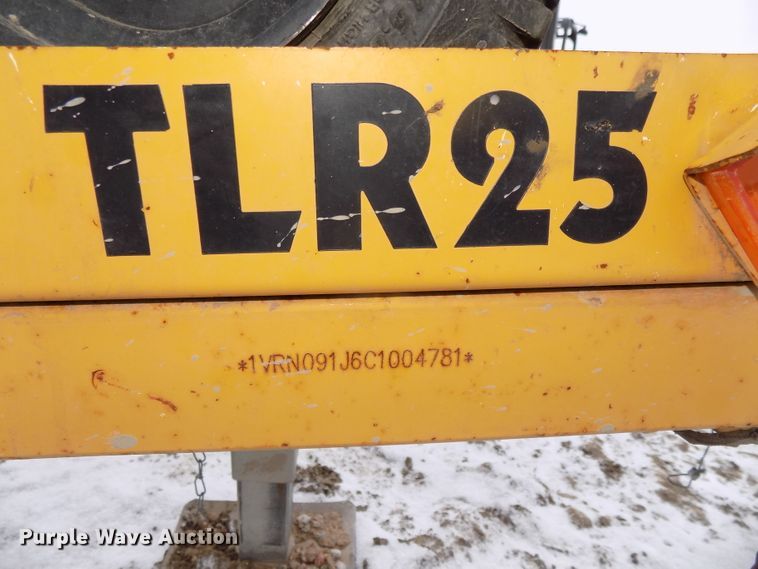 TLR25
*1VRN091J6C1004781*
Purple Wave Auction